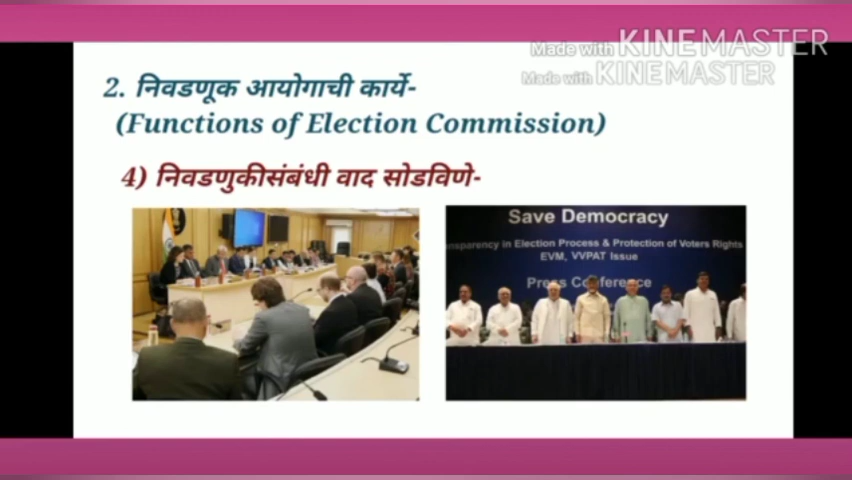 Made with KINEMASTER
Made with KINEMASTER
2. निवडणूक आयोगाची कार्ये-
(Functions of Election Commission)
4) निवडणुकीसंबंधी वाद सोडविणे-
Save Democracy
nsparency in Election Process & Protection of Voters Rights
EVM, VVPAT Issue
Press Conference